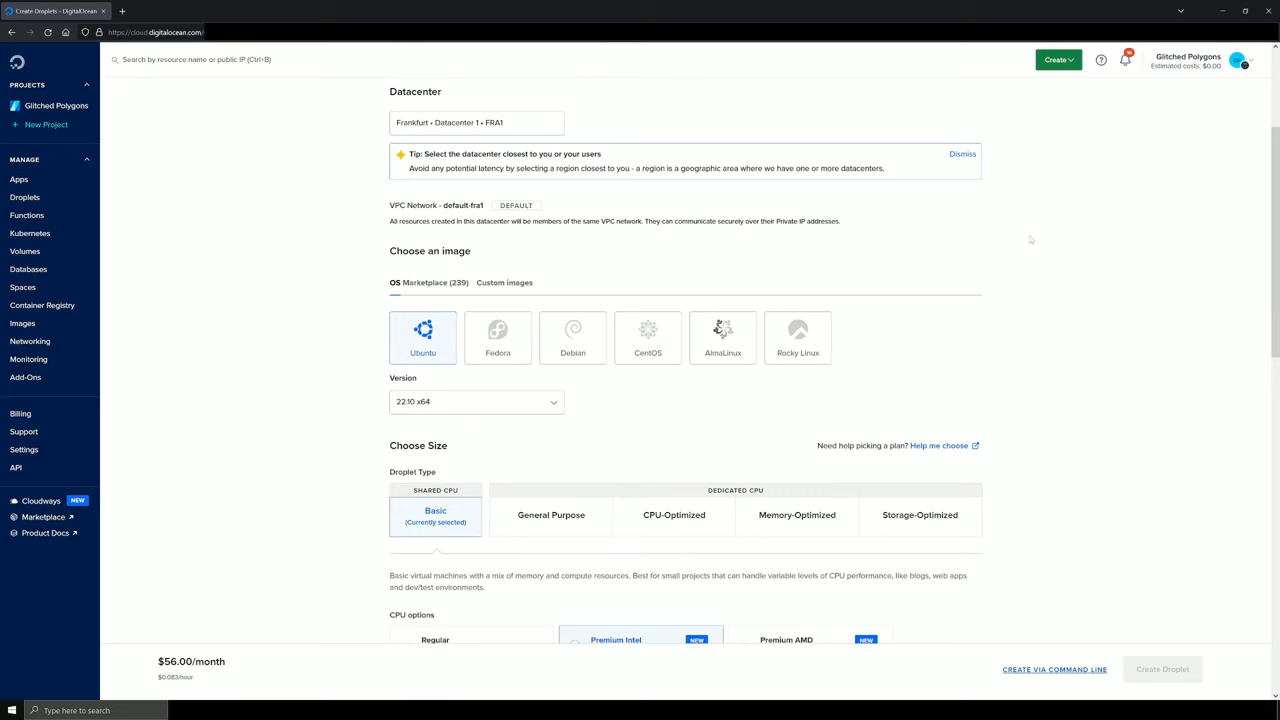 Create Droplets - DigitalOcean
https://cloud.digitalocean.com/
Search by resource name or public IP (Ctrl+B)
Create
Glitched Polygons
Estimated costs: $0.00
PROJECTS
Glitched Polygons
+ New Project
MANAGE
Apps
Droplets
Functions
Kubernetes
Volumes
Databases
Spaces
Container Registry
Images
Networking
Monitoring
Add-Ons
Billing
Support
Settings
API
Cloudways NEW
Marketplace ↗
Product Docs ↗
Datacenter
Frankfurt • Datacenter 1 • FRA1
Tip: Select the datacenter closest to you or your users
Dismiss
Avoid any potential latency by selecting a region closest to you - a region is a geographic area where we have one or more datacenters.
VPC Network - default-fra1 DEFAULT
All resources created in this datacenter will be members of the same VPC network. They can communicate securely over their Private IP addresses.
Choose an image
OS Marketplace (239) Custom images
Ubuntu Fedora Debian CentOS AlmaLinux Rocky Linux
Version
22.10 x64
Choose Size
Need help picking a plan? Help me choose
Droplet Type
SHARED CPU DEDICATED CPU
Basic
(Currently selected)
General Purpose CPU-Optimized Memory-Optimized Storage-Optimized
Basic virtual machines with a mix of memory and compute resources. Best for small projects that can handle variable levels of CPU performance, like blogs, web apps
and dev/test environments.
CPU options
Regular Premium Intel NEW Premium AMD NEW
$56.00/month
$0.083/hour
CREATE VIA COMMAND LINE
Create Droplet
Type here to search